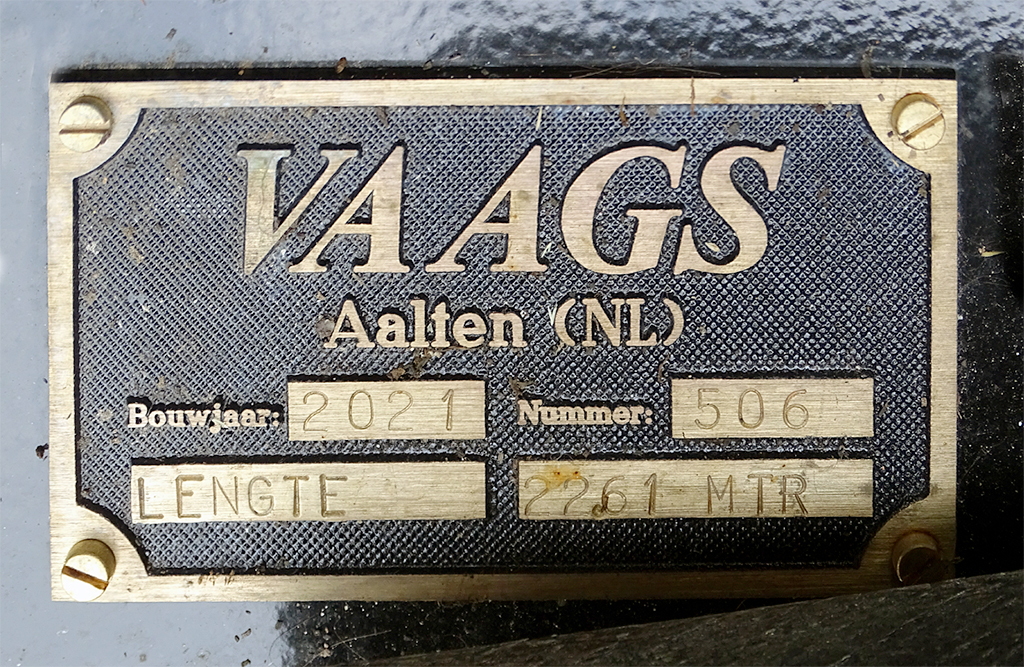 VAAGS
Aalten (NL)
Bouwjaar: 2021 Nummer: 506
LENGTE 2261 MTR